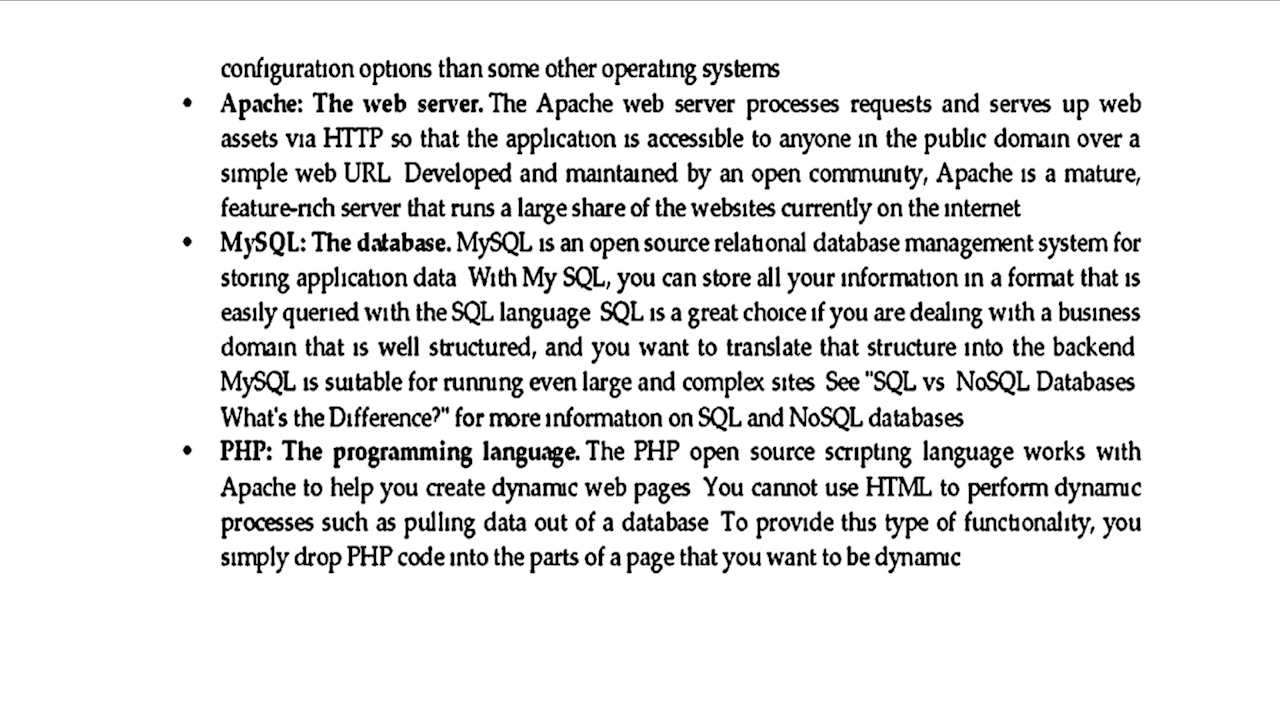 configuration options than some other operating systems
• Apache: The web server. The Apache web server processes requests and serves up web
assets via HTTP so that the application is accessible to anyone in the public domain over a
simple web URL Developed and maintained by an open community, Apache is a mature,
feature-rich server that runs a large share of the websites currently on the internet
• MySQL: The database. MySQL is an open source relational database management system for
storing application data With My SQL, you can store all your information in a format that is
easily queried with the SQL language SQL is a great choice if you are dealing with a business
domain that is well structured, and you want to translate that structure into the backend
MySQL is suitable for running even large and complex sites See "SQL vs NoSQL Databases
What's the Difference?" for more information on SQL and NoSQL databases
• PHP: The programming language. The PHP open source scripting language works with
Apache to help you create dynamic web pages You cannot use HTML to perform dynamic
processes such as pulling data out of a database To provide this type of functionality, you
simply drop PHP code into the parts of a page that you want to be dynamic